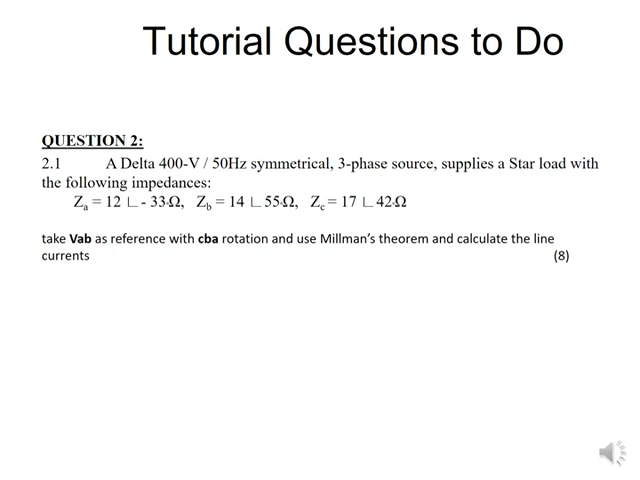 Tutorial Questions to Do
QUESTION 2:
2.1 A Delta 400-V / 50Hz symmetrical, 3-phase source, supplies a Star load with
the following impedances:
Za = 12 ∟- 33◦Ω, Zb = 14 ∟55◦Ω, Zc = 17 ∟42◦Ω
take Vab as reference with cba rotation and use Millman's theorem and calculate the line
currents (8)